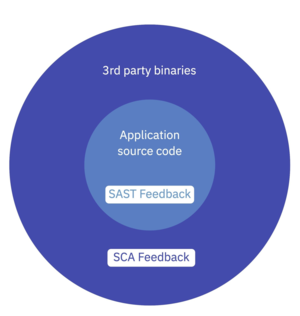 3rd party binaries
Application
source code
SAST Feedback
SCA Feedback